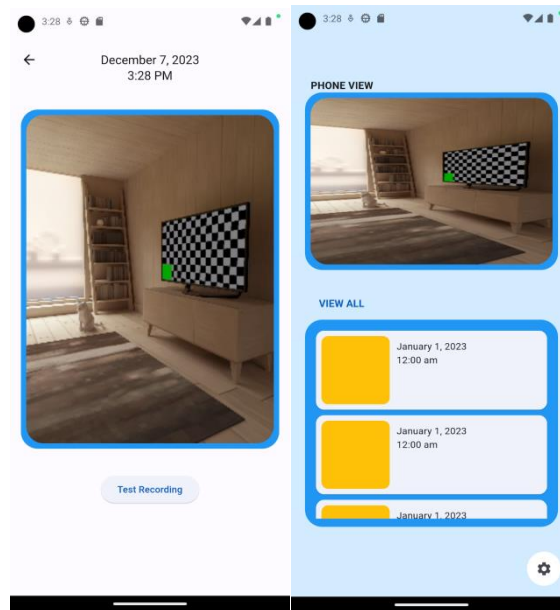 3:28
December 7, 2023
3:28 PM
Test Recording
3:28
PHONE VIEW
VIEW ALL
January 1, 2023
12:00 am
January 1, 2023
12:00 am
January 1, 2023